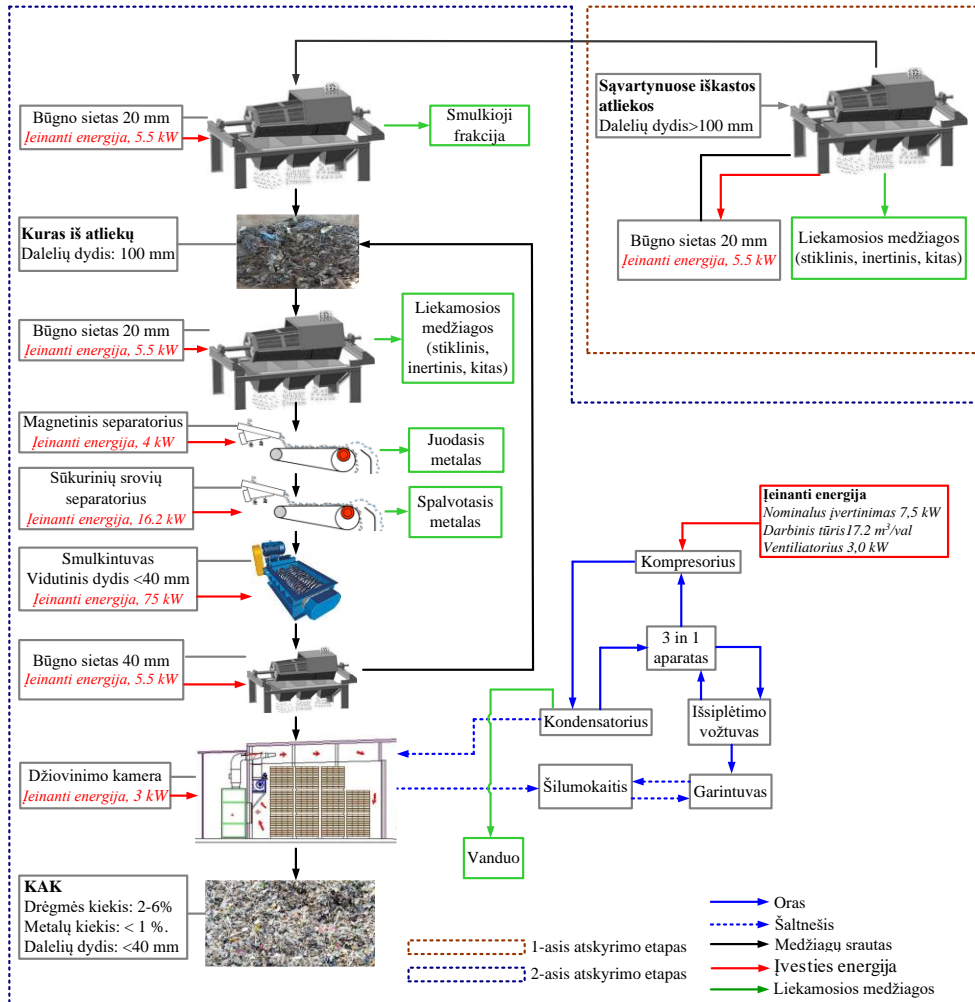 Būgno sietas 20 mm
Įeinanti energija, 5.5 kW
Smulkioji
frakcija
Sąvartynuose iškastos
atliekos
Dalelių dydis>100 mm
Būgno sietas 20 mm
Įeinanti energija, 5.5 kW
Liekamosios medžiagos
(stiklinis, inertinis, kitas)
Kuras iš atliekų
Dalelių dydis: 100 mm
Būgno sietas 20 mm
Įeinanti energija, 5.5 kW
Liekamosios
medžiagos
(stiklinis,
inertinis, kitas)
Magnetinis separatorius
Įeinanti energija, 4 kW
Juodasis
metalas
Sūkurinių srovių
separatorius
Įeinanti energija, 16.2 kW
Spalvotasis
metalas
Smulkintuvas
Vidutinis dydis <40 mm
Įeinanti energija, 75 kW
Būgno sietas 40 mm
Įeinanti energija, 5.5 kW
Džiovinimo kamera
Įeinanti energija, 3 kW
KAK
Drėgmės kiekis: 2-6%
Metalų kiekis: < 1 %.
Dalelių dydis: <40 mm
Įeinanti energija
Nominalus įvertinimas 7,5 kW
Darbinis tūris17.2 m³/val
Ventiliatorius 3,0 kW
Kompresorius
3 in 1
aparatas
Kondensatorius
Išsiplėtimo
vožtuvas
Šilumokaitis
Garintuvas
Vanduo
1-asis atskyrimo etapas
2-asis atskyrimo etapas
Oras
Šaltnešis
Medžiagų srautas
Įvesties energija
Liekamosios medžiagos